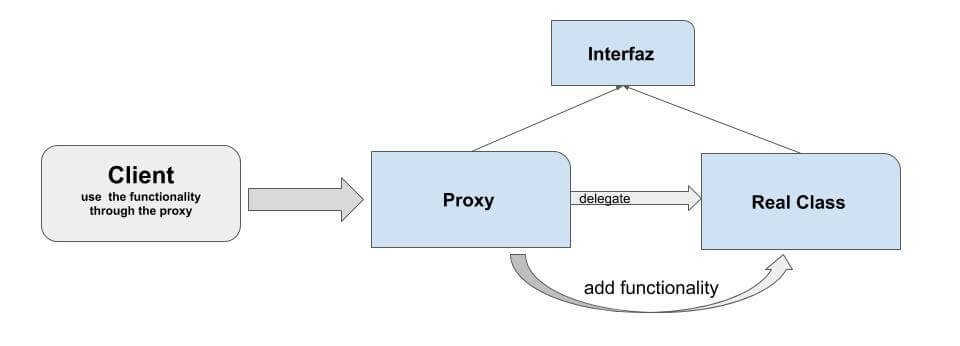 Interfaz
Client
use the functionality
through the proxy
Proxy
delegate
Real Class
add functionality